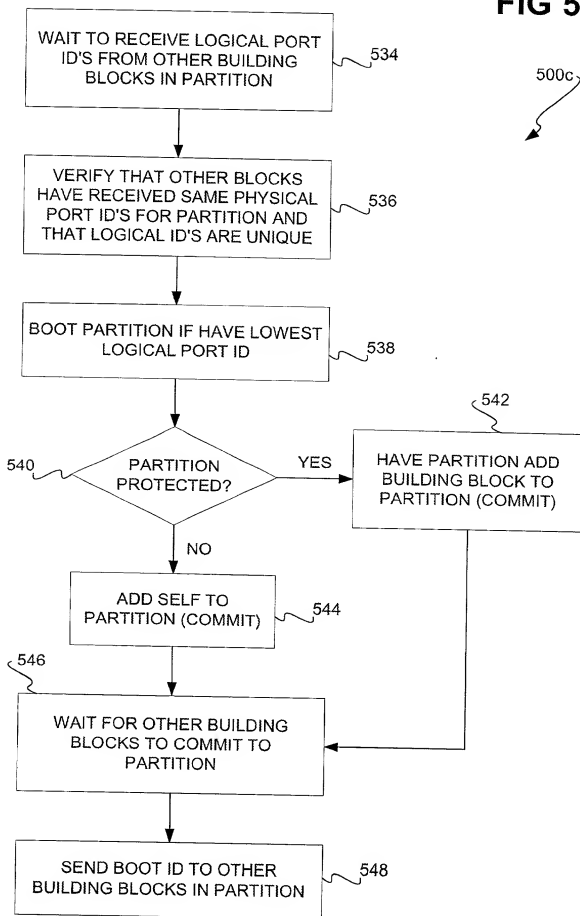 FIG 5
500c
WAIT TO RECEIVE LOGICAL PORT
ID'S FROM OTHER BUILDING
BLOCKS IN PARTITION
534
VERIFY THAT OTHER BLOCKS
HAVE RECEIVED SAME PHYSICAL
PORT ID'S FOR PARTITION AND
THAT LOGICAL ID'S ARE UNIQUE
536
BOOT PARTITION IF HAVE LOWEST
LOGICAL PORT ID
538
540
PARTITION
PROTECTED?
YES
542
HAVE PARTITION ADD
BUILDING BLOCK TO
PARTITION (COMMIT)
NO
ADD SELF TO
PARTITION (COMMIT)
544
546
WAIT FOR OTHER BUILDING
BLOCKS TO COMMIT TO
PARTITION
SEND BOOT ID TO OTHER
BUILDING BLOCKS IN PARTITION
548